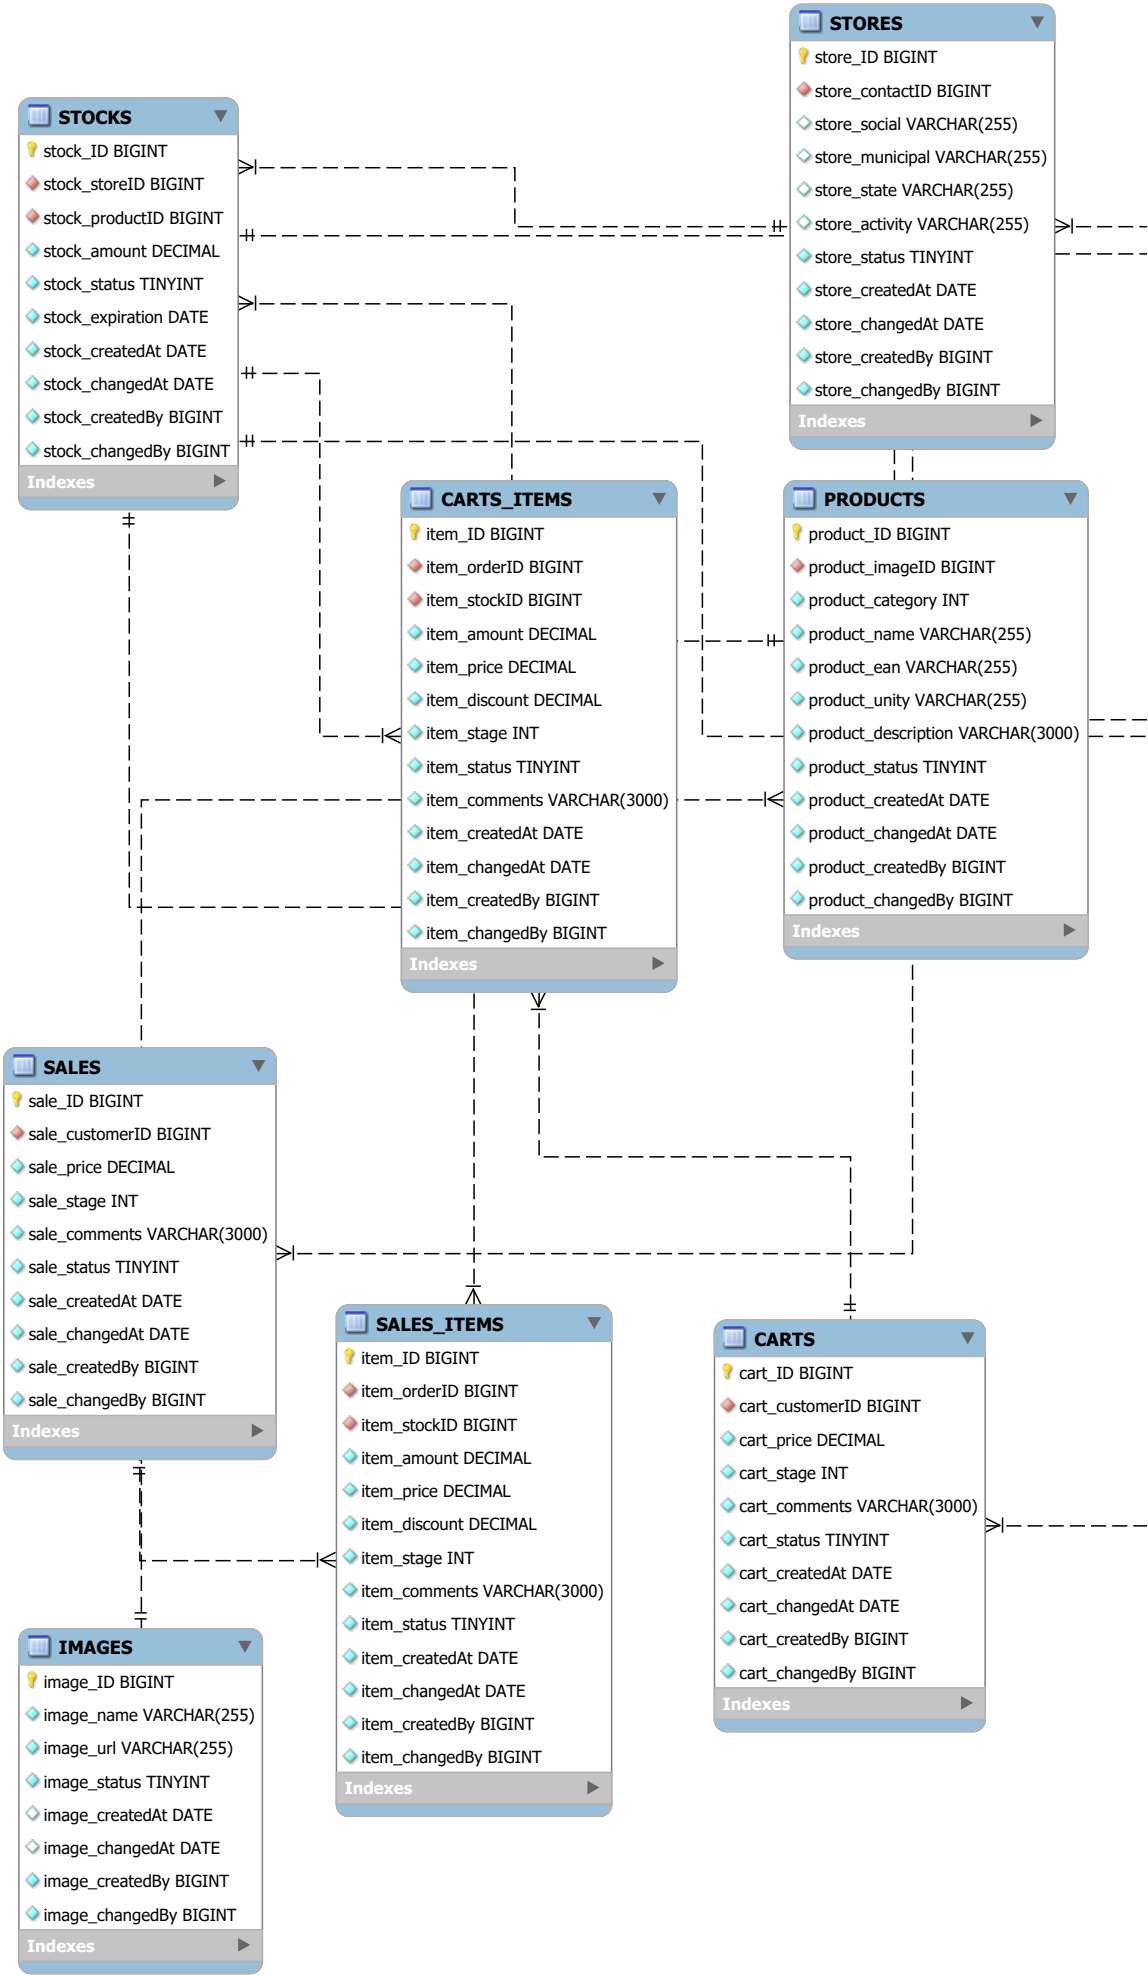 STORES
store_ID BIGINT
store_contactID BIGINT
store_social VARCHAR(255)
store_municipal VARCHAR(255)
store_state VARCHAR(255)
store_activity VARCHAR(255)
store_status TINYINT
store_createdAt DATE
store_changedAt DATE
store_createdBy BIGINT
store_changedBy BIGINT
Indexes
STOCKS
stock_ID BIGINT
stock_storeID BIGINT
stock_productID BIGINT
stock_amount DECIMAL
stock_status TINYINT
stock_expiration DATE
stock_createdAt DATE
stock_changedAt DATE
stock_createdBy BIGINT
stock_changedBy BIGINT
Indexes
CARTS_ITEMS
item_ID BIGINT
item_orderID BIGINT
item_stockID BIGINT
item_amount DECIMAL
item_price DECIMAL
item_discount DECIMAL
item_stage INT
item_status TINYINT
item_comments VARCHAR(3000)
item_createdAt DATE
item_changedAt DATE
item_createdBy BIGINT
item_changedBy BIGINT
Indexes
PRODUCTS
product_ID BIGINT
product_imageID BIGINT
product_category INT
product_name VARCHAR(255)
product_ean VARCHAR(255)
product_unity VARCHAR(255)
product_description VARCHAR(3000)
product_status TINYINT
product_createdAt DATE
product_changedAt DATE
product_createdBy BIGINT
product_changedBy BIGINT
Indexes
SALES
sale_ID BIGINT
sale_customerID BIGINT
sale_price DECIMAL
sale_stage INT
sale_comments VARCHAR(3000)
sale_status TINYINT
sale_createdAt DATE
sale_changedAt DATE
sale_createdBy BIGINT
sale_changedBy BIGINT
Indexes
SALES_ITEMS
item_ID BIGINT
item_orderID BIGINT
item_stockID BIGINT
item_amount DECIMAL
item_price DECIMAL
item_discount DECIMAL
item_stage INT
item_comments VARCHAR(3000)
item_status TINYINT
item_createdAt DATE
item_changedAt DATE
item_createdBy BIGINT
item_changedBy BIGINT
Indexes
CARTS
cart_ID BIGINT
cart_customerID BIGINT
cart_price DECIMAL
cart_stage INT
cart_comments VARCHAR(3000)
cart_status TINYINT
cart_createdAt DATE
cart_changedAt DATE
cart_createdBy BIGINT
cart_changedBy BIGINT
Indexes
IMAGES
image_ID BIGINT
image_name VARCHAR(255)
image_url VARCHAR(255)
image_status TINYINT
image_createdAt DATE
image_changedAt DATE
image_createdBy BIGINT
image_changedBy BIGINT
Indexes